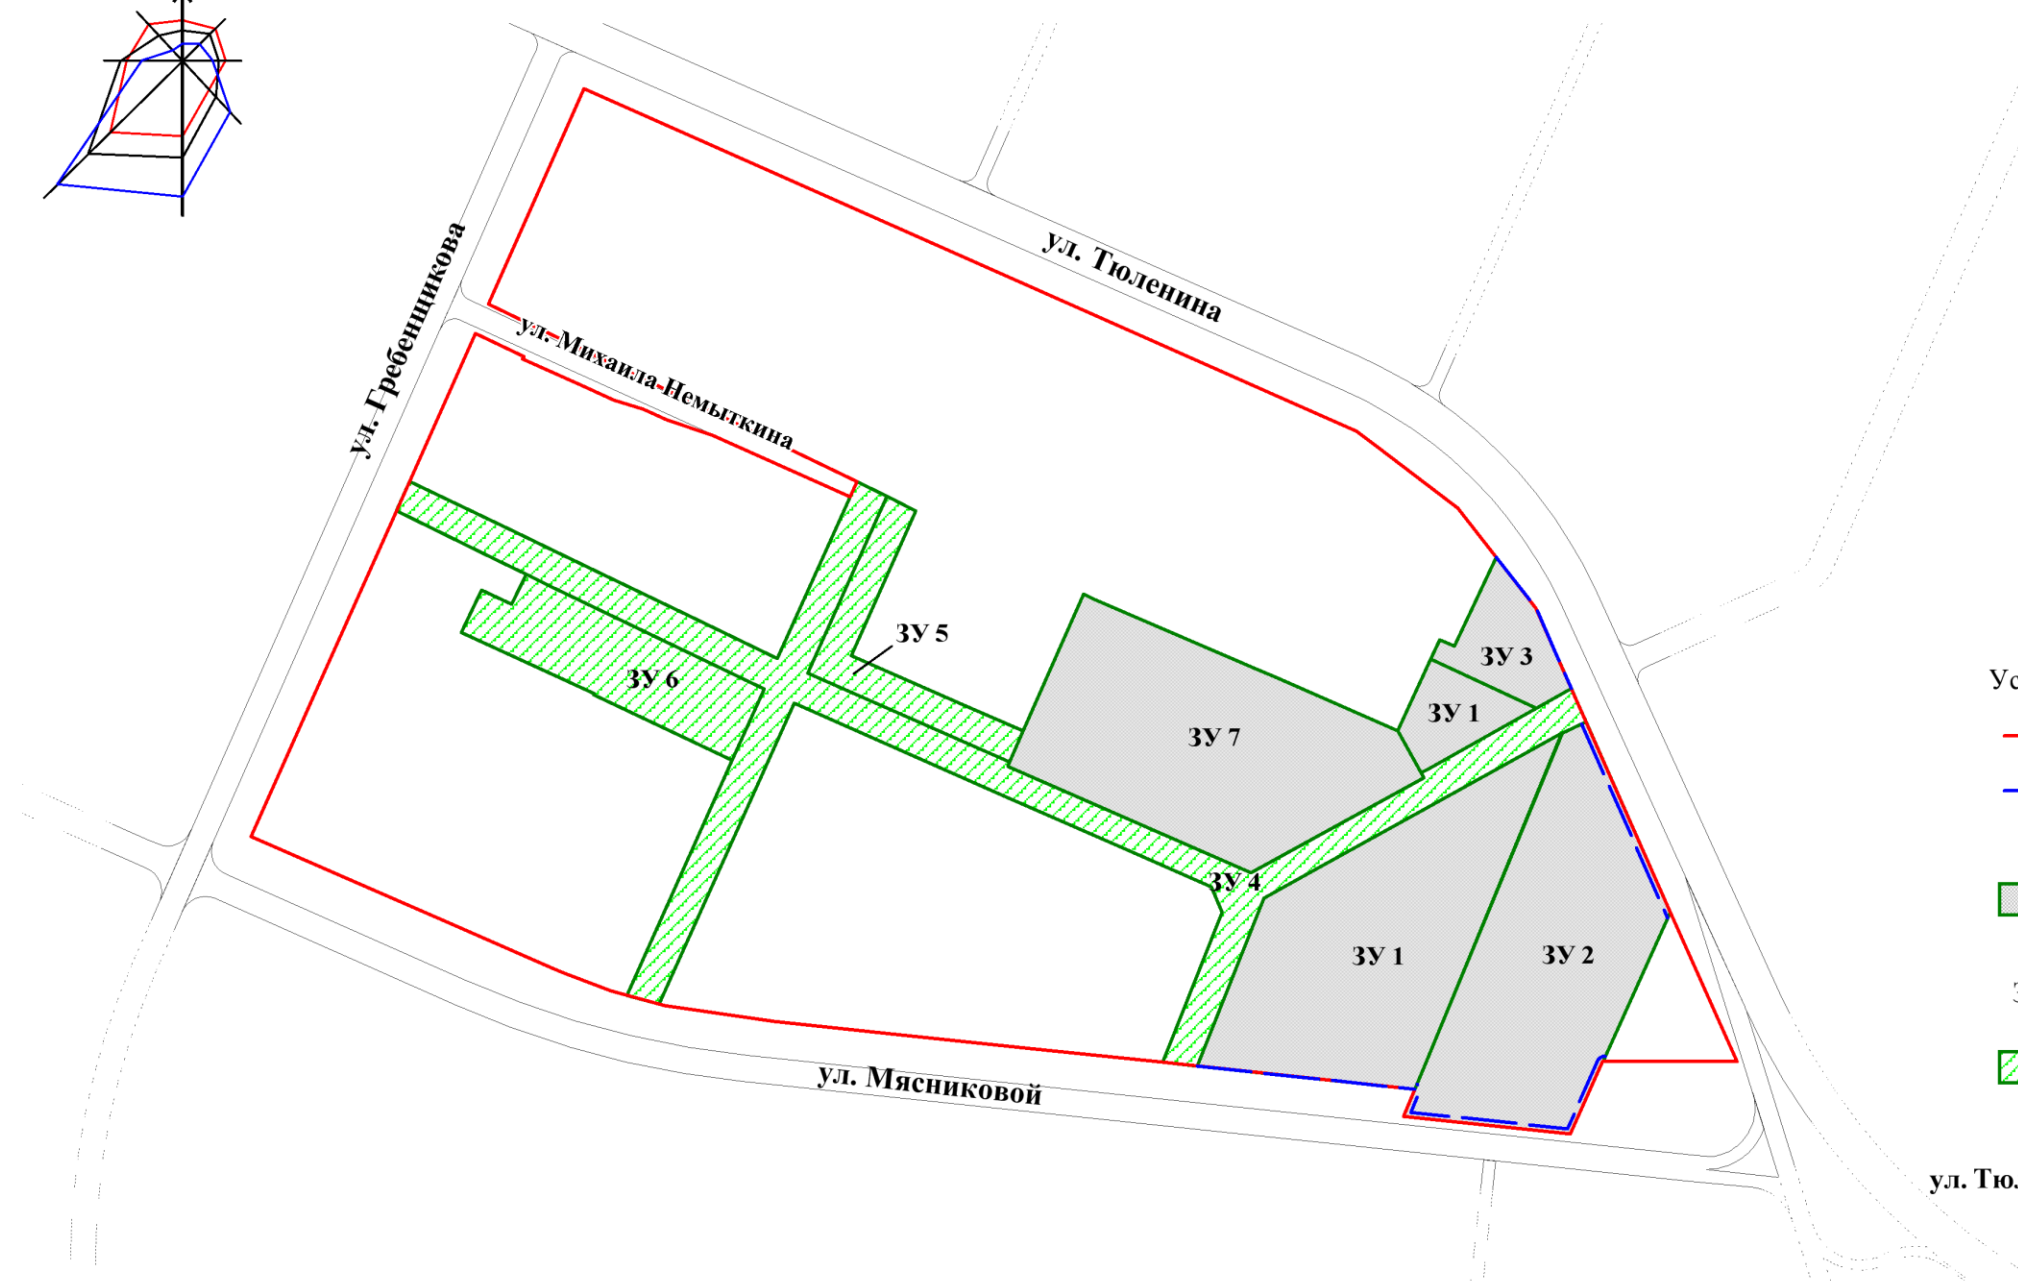 ул. Тюленина
ул. Гребенщикова
ул. Михаила Немыткина
ЗУ 5
ЗУ 3
ЗУ 6
ЗУ 1
ЗУ 7
ЗУ 4
ЗУ 1
ЗУ 2
ул. Мясниковой
Ус
ул. Тю